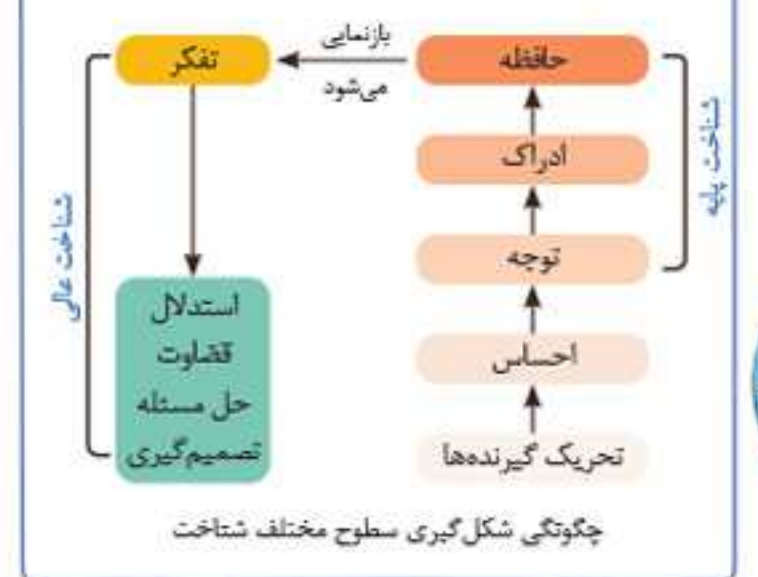 حافظه
بازنمایی
می‌شود
تفکر
ادراک
توجه
احساس
تحریک گیرنده‌ها
شناخت پایه
استدلال
قضاوت
حل مسئله
تصمیم‌گیری
شناخت عالی
چگونگی شکل‌گیری سطوح مختلف شناخت